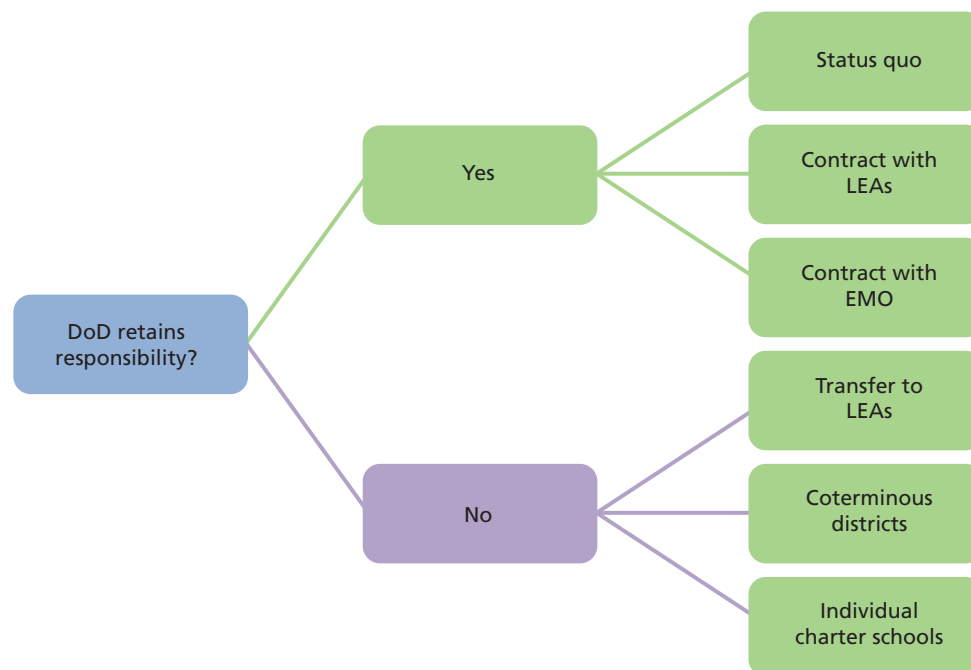 DoD retains
responsibility?
Yes
Status quo
Contract with
LEAs
Contract with
EMO
No
Transfer to
LEAs
Coterminous
districts
Individual
charter schools